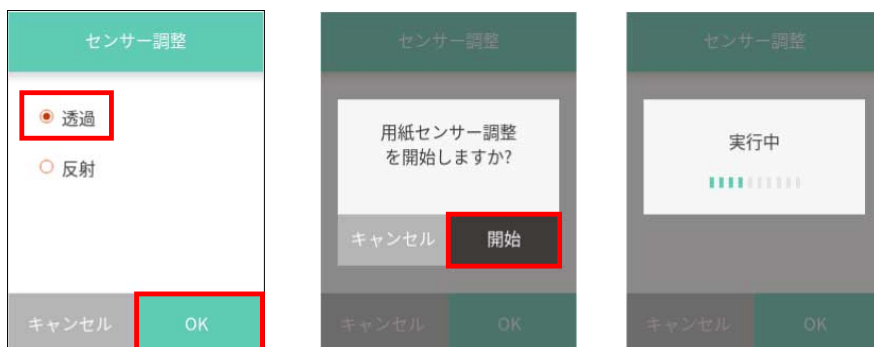 センサー調整
透過
反射
キャンセル
OK
センサー調整
用紙センサー調整
を開始しますか?
キャンセル
開始
キャンセル
OK
センサー調整
実行中
キャンセル
OK